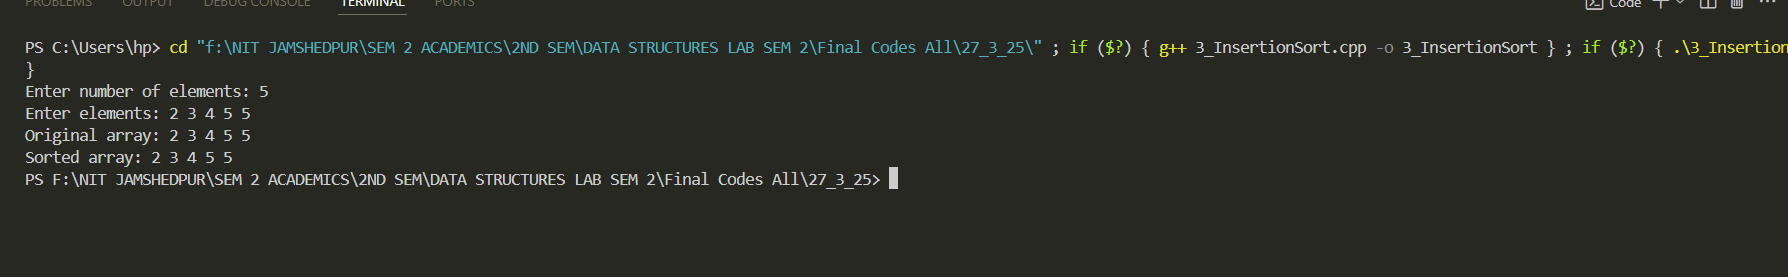 PROBLEMS OUTPUT DEBUG CONSOLE TERMINAL PORTS Code
PS C:\Users\hp> cd "f:\NIT JAMSHEDPUR\SEM 2 ACADEMICS\2ND SEM\DATA STRUCTURES LAB SEM 2\Final Codes All\27_3_25\" ; if ($?) { g++ 3_InsertionSort.cpp -o 3_InsertionSort } ; if ($?) { .\3_Insertion
}
Enter number of elements: 5
Enter elements: 2 3 4 5 5
Original array: 2 3 4 5 5
Sorted array: 2 3 4 5 5
PS F:\NIT JAMSHEDPUR\SEM 2 ACADEMICS\2ND SEM\DATA STRUCTURES LAB SEM 2\Final Codes All\27_3_25>